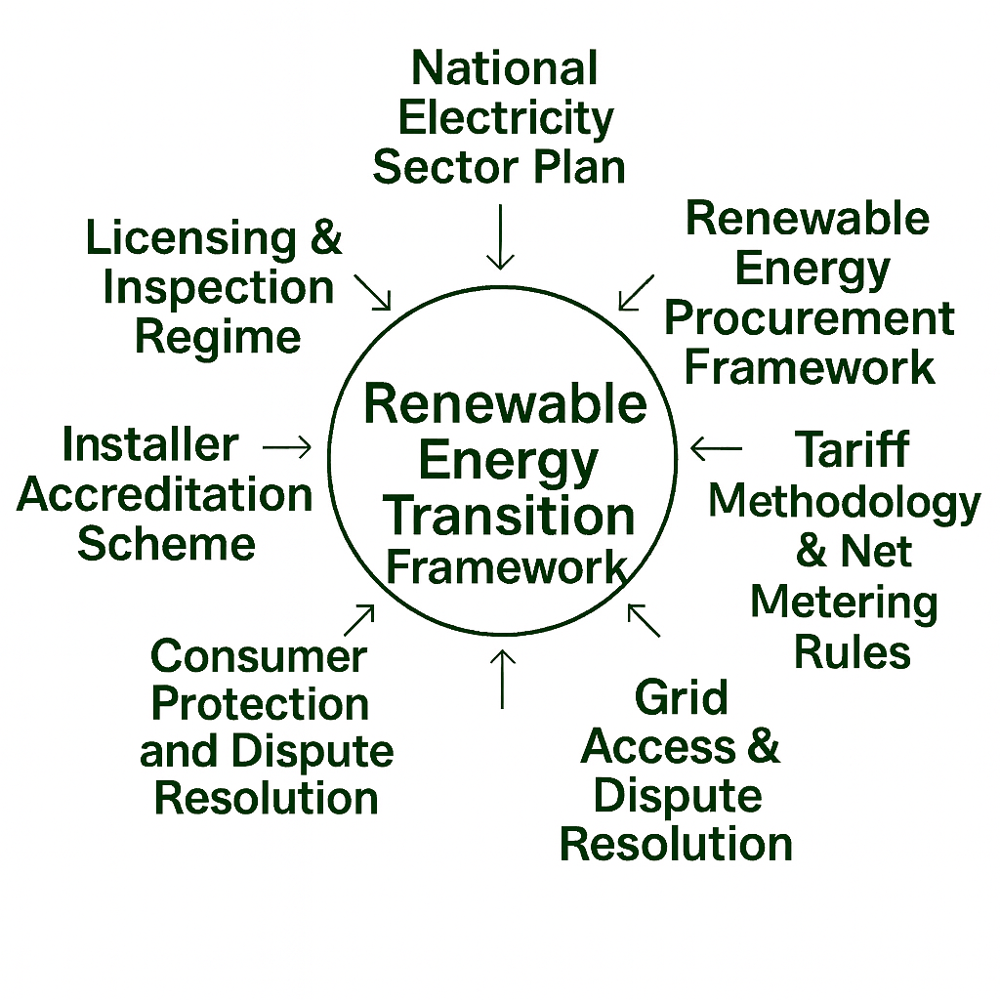 National
Electricity
Sector Plan
Renewable
Energy
Procurement
Framework
Tariff
Methodology
& Net
Metering
Rules
Grid
Access &
Dispute
Resolution
Consumer
Protection
and Dispute
Resolution
Installer
Accreditation
Scheme
Licensing &
Inspection
Regime
Renewable
Energy
Transition
Framework